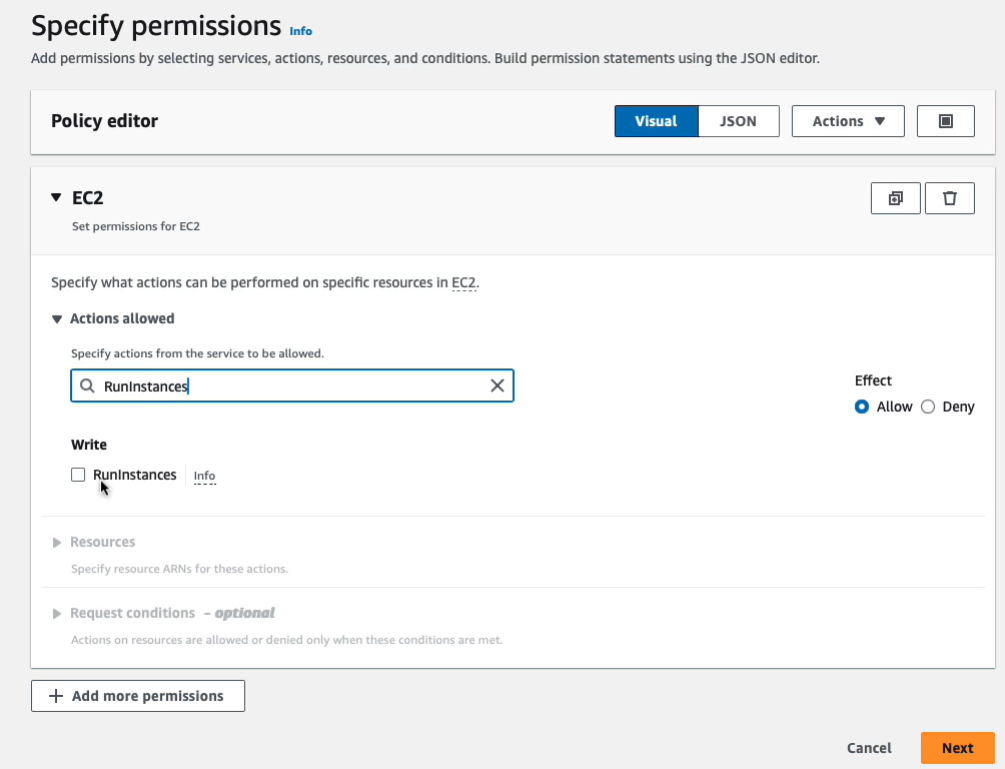 Specify permissions Info
Add permissions by selecting services, actions, resources, and conditions. Build permission statements using the JSON editor.
Policy editor
Visual JSON Actions
EC2
Set permissions for EC2
Specify what actions can be performed on specific resources in EC2.
Actions allowed
Specify actions from the service to be allowed.
RunInstances
Effect
Allow Deny
Write
RunInstances Info
Resources
Specify resource ARNs for these actions.
Request conditions - optional
Actions on resources are allowed or denied only when these conditions are met.
Add more permissions
Cancel Next